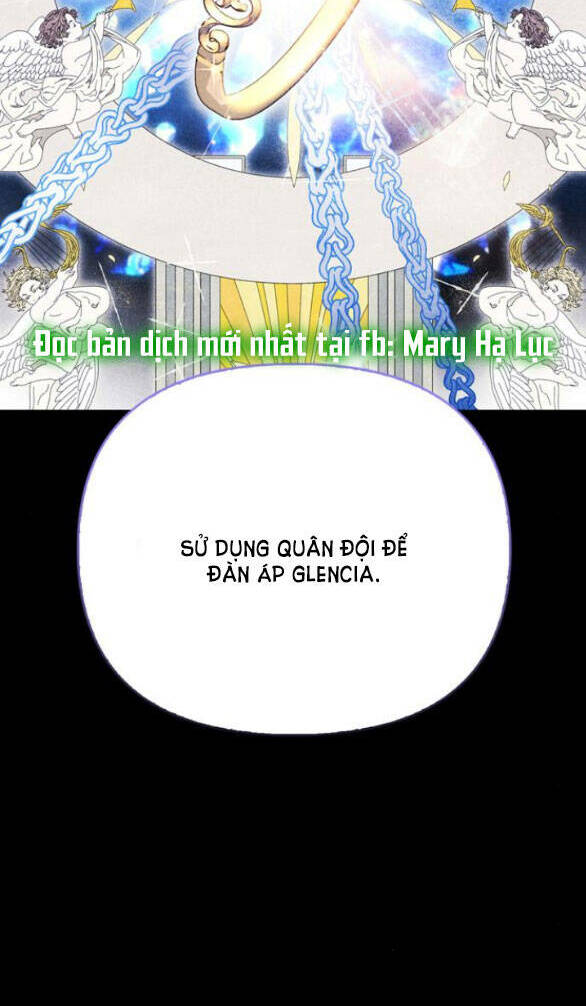 Đọc bản dịch mới nhất tại fb: Mary Hạ Lục
SỬ DỤNG QUÂN ĐỘI ĐỂ
ĐÀN ÁP GLENCIA.